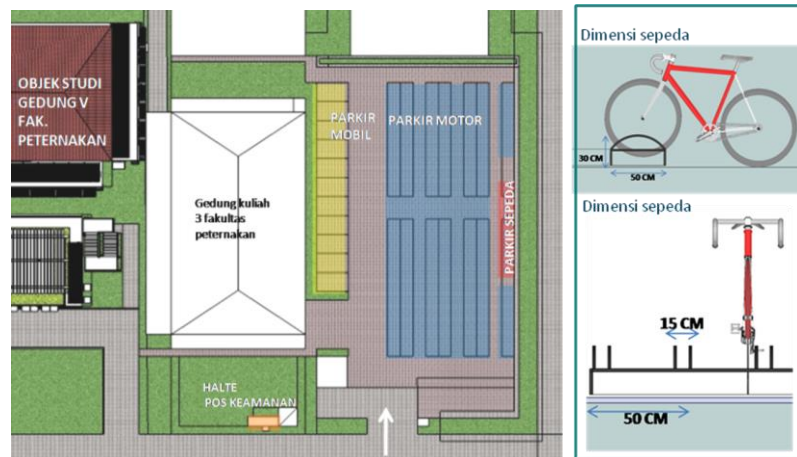 OBJEK STUDI
GEDUNG V
FAK.
PETERNAKAN
Gedung kuliah
3 fakultas
peternakan
PARKIR
MOBIL
PARKIR MOTOR
PARKIR SEPEDA
HALTE
POS KEAMANAN
Dimensi sepeda
30 CM
50 CM
Dimensi sepeda
15 CM
50 CM